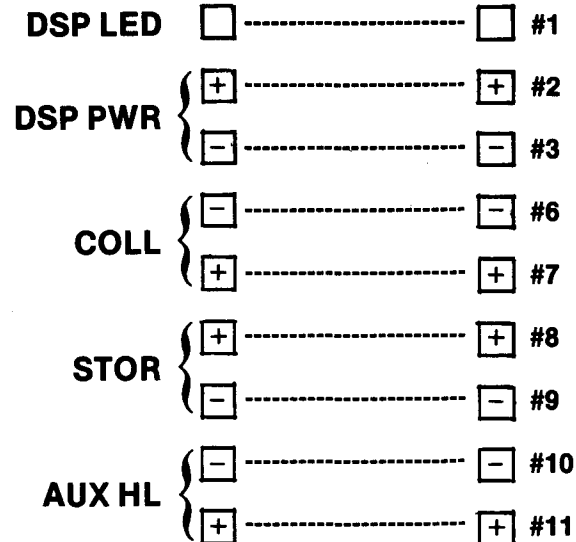 DSP LED #1
+ + #2
DSP PWR
- - #3
- - #6
COLL
+ + #7
+ + #8
STOR
- - #9
- - #10
AUX HL
+ + #11